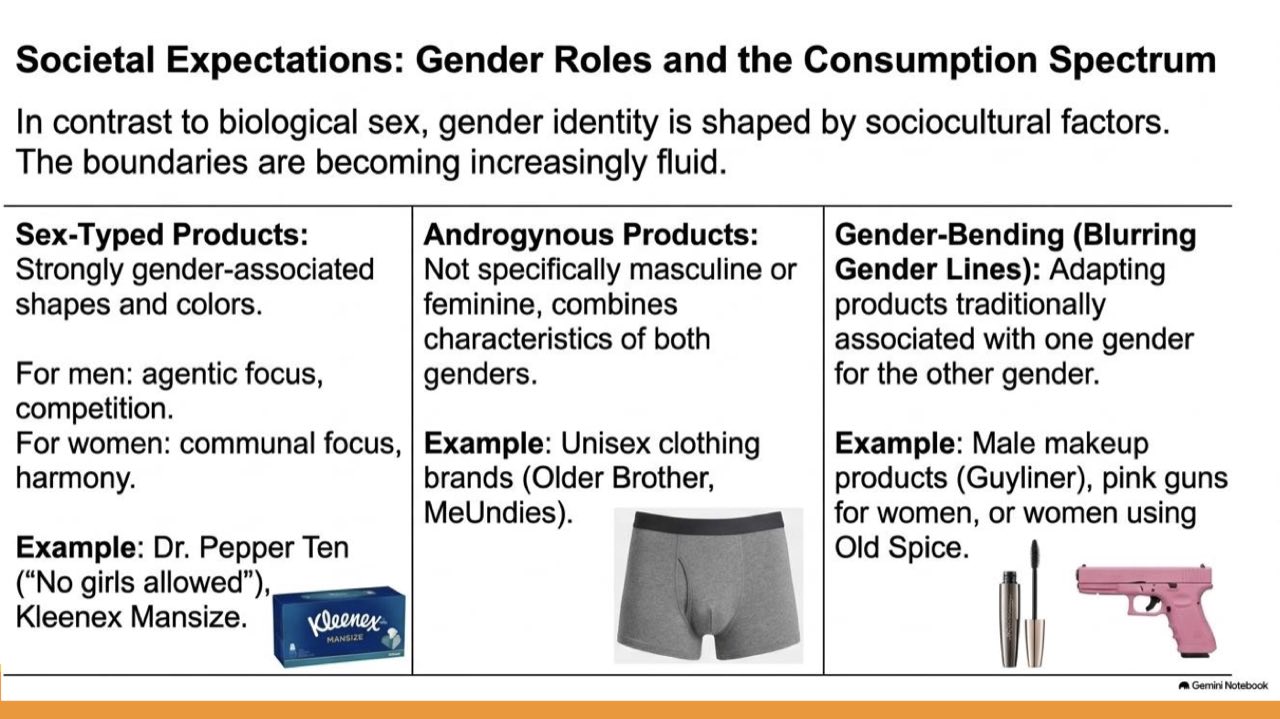 Societal Expectations: Gender Roles and the Consumption Spectrum
In contrast to biological sex, gender identity is shaped by sociocultural factors.
The boundaries are becoming increasingly fluid.
Sex-Typed Products:
Strongly gender-associated
shapes and colors.
For men: agentic focus,
competition.
For women: communal focus,
harmony.
Example: Dr. Pepper Ten
(“No girls allowed”),
Kleenex Mansize.
Kleenex
MANSIZE
Androgynous Products:
Not specifically masculine or
feminine, combines
characteristics of both
genders.
Example: Unisex clothing
brands (Older Brother,
MeUndies).
Gender-Bending (Blurring
Gender Lines): Adapting
products traditionally
associated with one gender
for the other gender.
Example: Male makeup
products (Guyliner), pink guns
for women, or women using
Old Spice.
Gemini Notebook